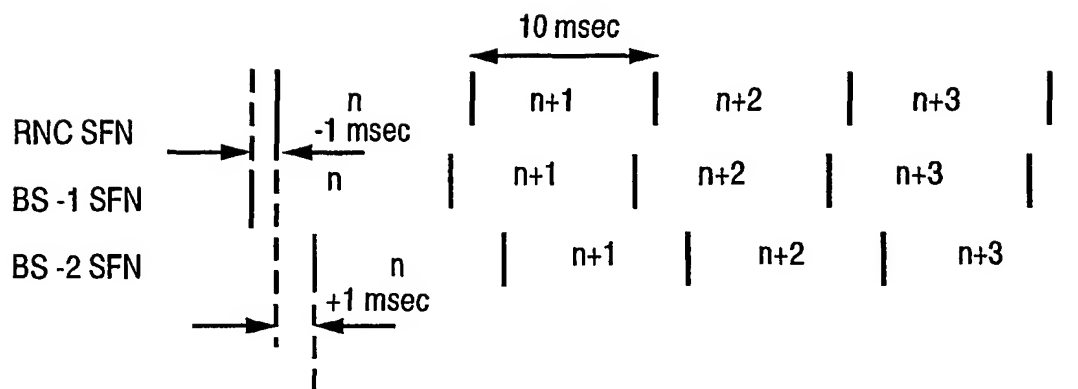 10 msec
RNC SFN n n+1 n+2 n+3
-1 msec
BS -1 SFN n n+1 n+2 n+3
BS -2 SFN n n+1 n+2 n+3
+1 msec